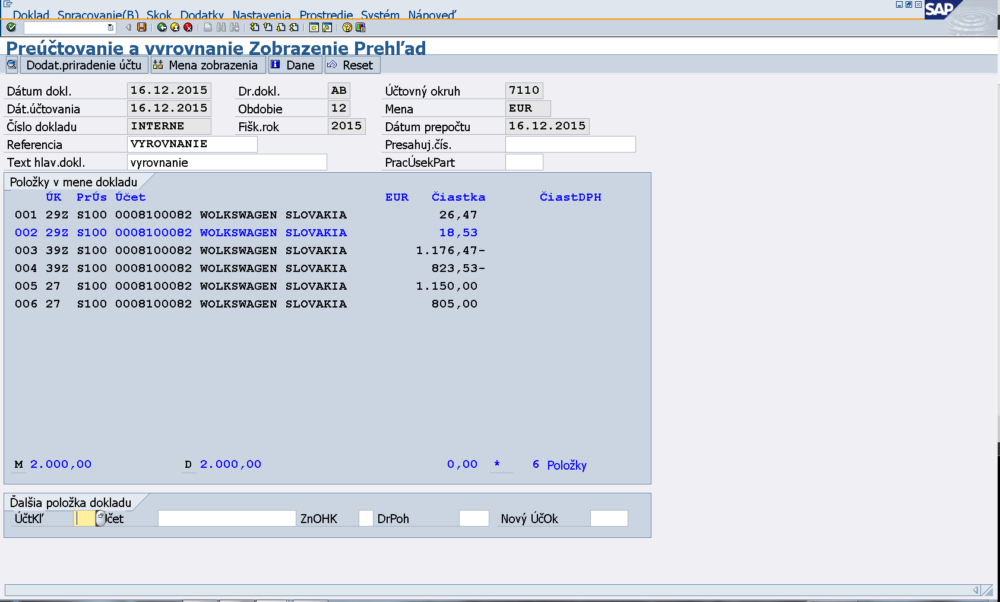 Doklad Spracovanie(B) Skok Dodatky Nastavenia Prostredie Systém Nápoveď
SAP
Preúčtovanie a vyrovnanie Zobrazenie Prehľad
Dodat.priradenie účtu Mena zobrazenia Dane Reset
Dátum dokl. 16.12.2015 Dr.dokl. AB Účtovný okruh 7110
Dát.účtovania 16.12.2015 Obdobie 12 Mena EUR
Číslo dokladu INTERNE Fišk.rok 2015 Dátum prepočtu 16.12.2015
Referencia VYROVNANIE Presahuj.čís.
Text hlav.dokl. vyrovnanie PracÚsekPart
Položky v mene dokladu
ÚK PrÚs Účet EUR Čiastka ČiastDPH
001 29Z S100 0008100082 WOLKSWAGEN SLOVAKIA 26,47
002 29Z S100 0008100082 WOLKSWAGEN SLOVAKIA 18,53
003 39Z S100 0008100082 WOLKSWAGEN SLOVAKIA 1.176,47-
004 39Z S100 0008100082 WOLKSWAGEN SLOVAKIA 823,53-
005 27 S100 0008100082 WOLKSWAGEN SLOVAKIA 1.150,00
006 27 S100 0008100082 WOLKSWAGEN SLOVAKIA 805,00
M 2.000,00 D 2.000,00 0,00 * 6 Položky
Ďalšia položka dokladu
ÚčtKľ Účet ZnOHK DrPoh Nový ÚčOk